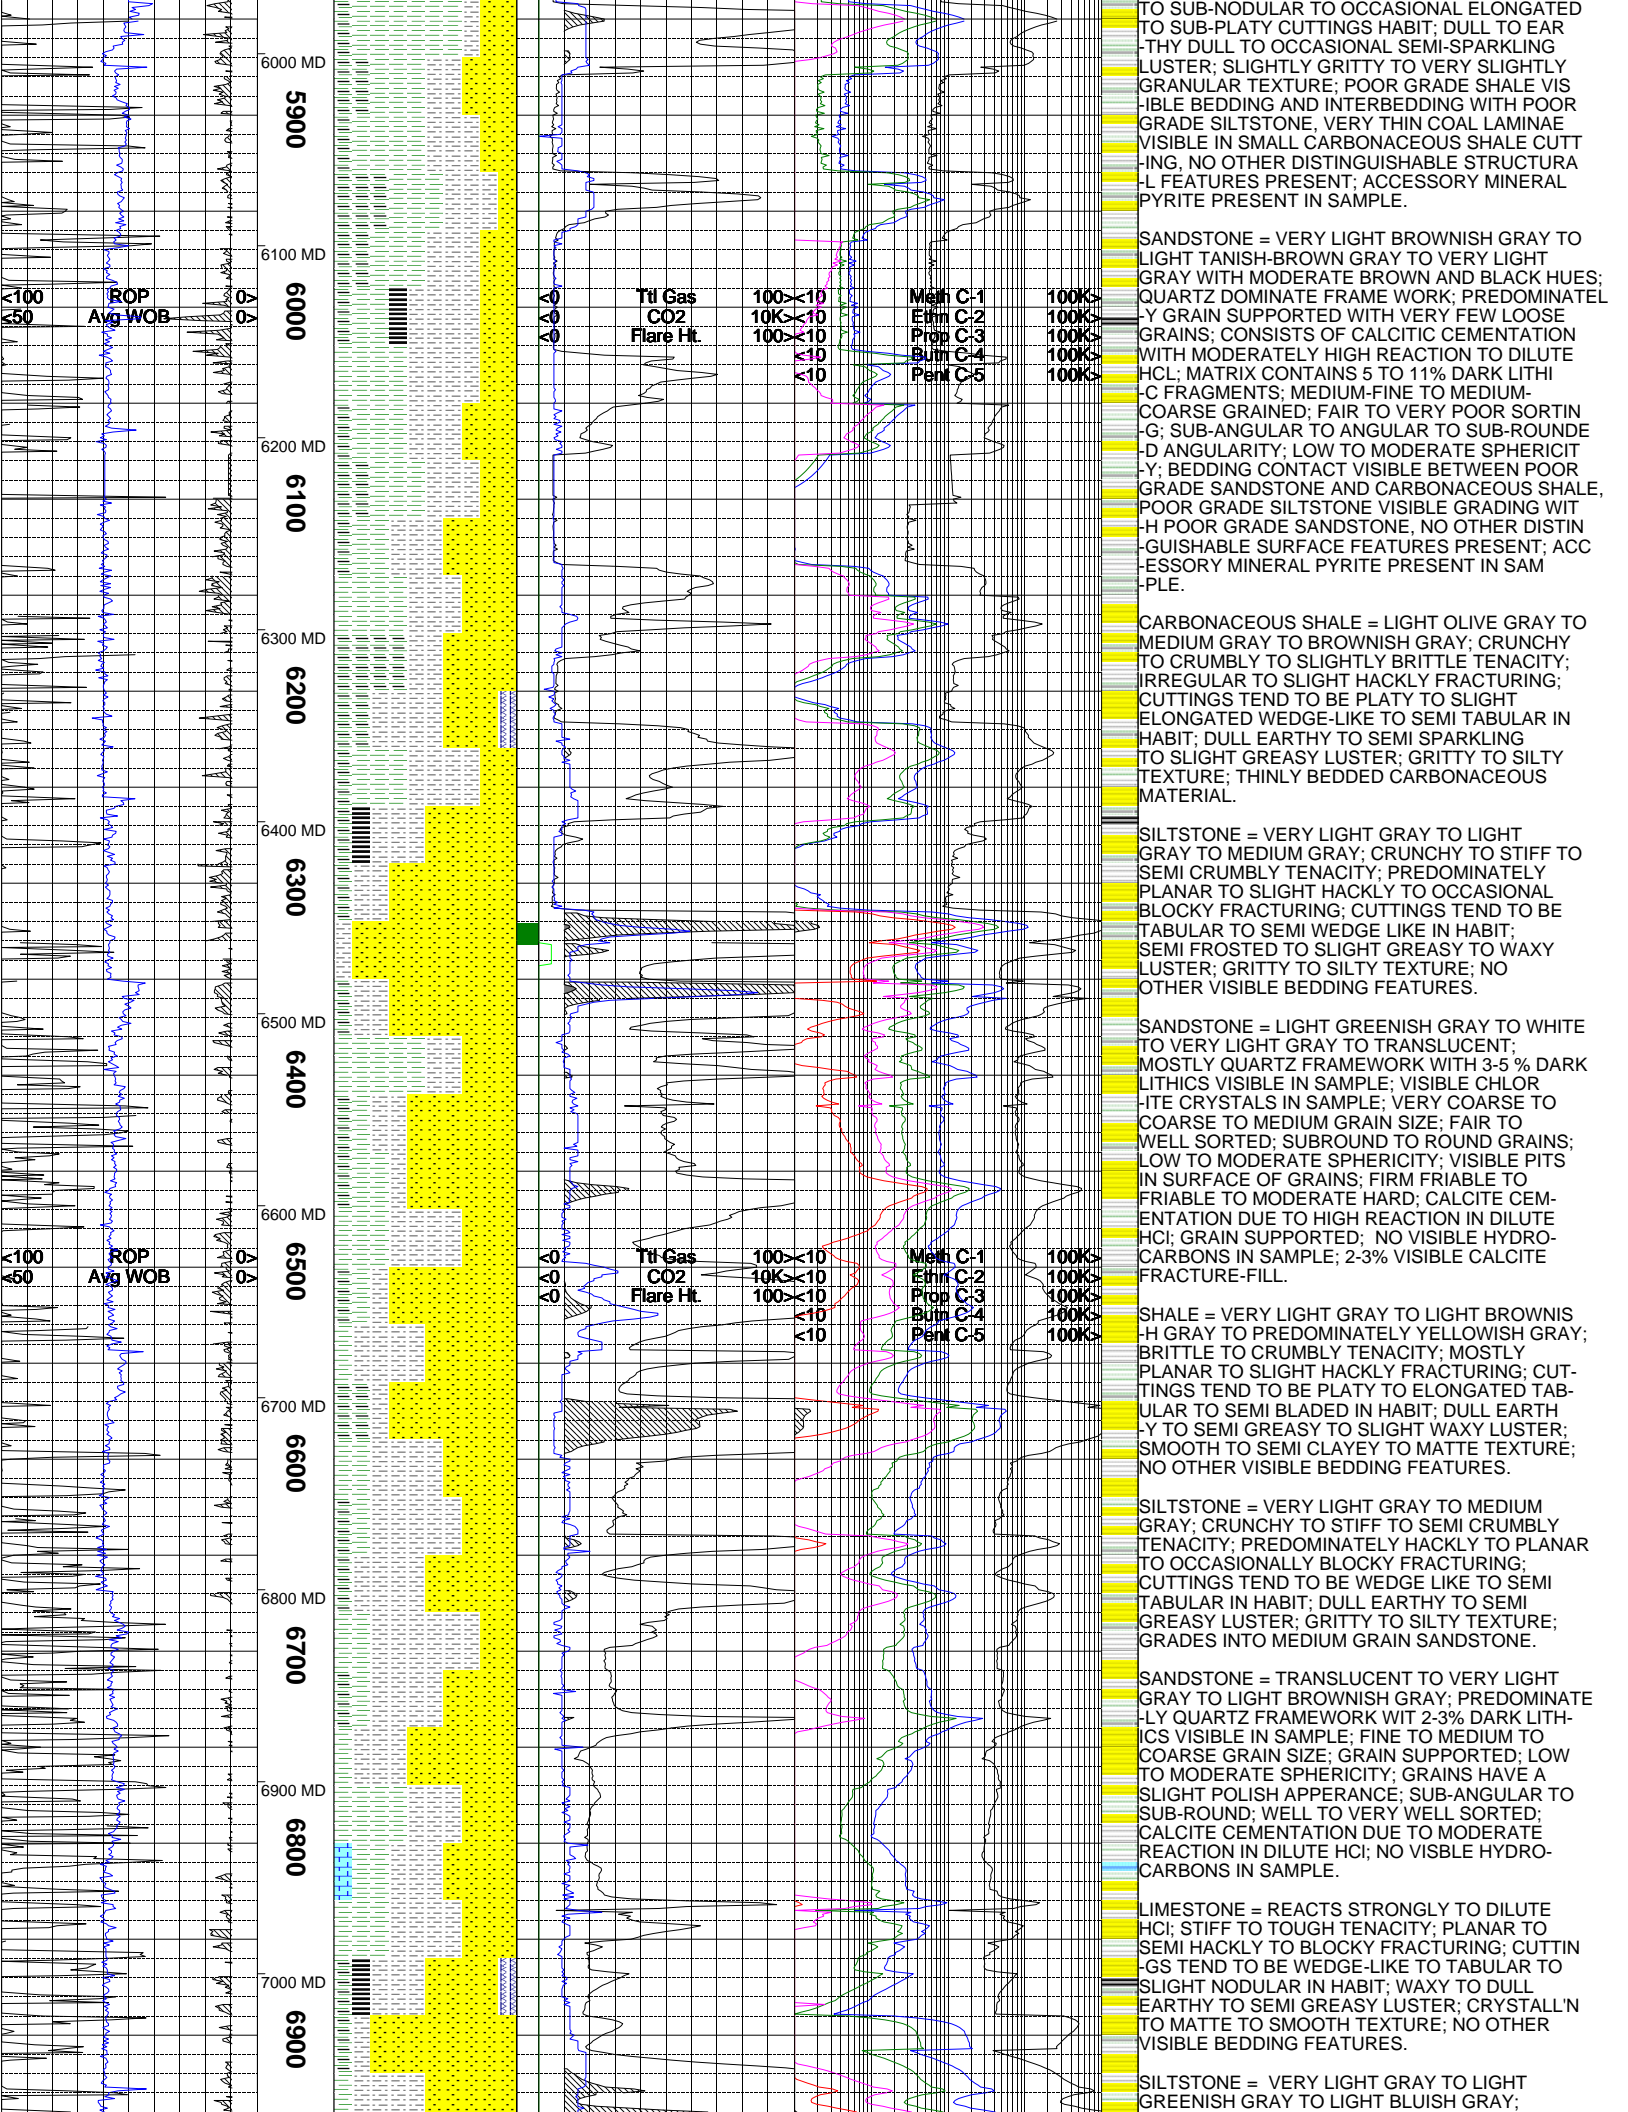 TO SUB-NODULAR TO OCCASIONAL ELONGATED
TO SUB-PLATY CUTTINGS HABIT; DULL TO EAR
-THY DULL TO OCCASIONAL SEMI-SPARKLING
LUSTER; SLIGHTLY GRITTY TO VERY SLIGHTLY
GRANULAR TEXTURE; POOR GRADE SHALE VIS
-IBLE BEDDING AND INTERBEDDING WITH POOR
GRADE SILTSTONE, VERY THIN COAL LAMINAE
VISIBLE IN SMALL CARBONACEOUS SHALE CUTT
-ING, NO OTHER DISTINGUISHABLE STRUCTURA
-L FEATURES PRESENT; ACCESSORY MINERAL
PYRITE PRESENT IN SAMPLE.
SANDSTONE = VERY LIGHT BROWNISH GRAY TO
LIGHT TANISH-BROWN GRAY TO VERY LIGHT
GRAY WITH MODERATE BROWN AND BLACK HUES;
QUARTZ DOMINATE FRAME WORK; PREDOMINATEL
-Y GRAIN SUPPORTED WITH VERY FEW LOOSE
GRAINS; CONSISTS OF CALCITIC CEMENTATION
WITH MODERATELY HIGH REACTION TO DILUTE
HCL; MATRIX CONTAINS 5 TO 11% DARK LITHI
-C FRAGMENTS; MEDIUM-FINE TO MEDIUM-
COARSE GRAINED; FAIR TO VERY POOR SORTIN
-G; SUB-ANGULAR TO ANGULAR TO SUB-ROUNDE
-D ANGULARITY; LOW TO MODERATE SPHERICIT
-Y; BEDDING CONTACT VISIBLE BETWEEN POOR
GRADE SANDSTONE AND CARBONACEOUS SHALE,
POOR GRADE SILTSTONE VISIBLE GRADING WIT
-H POOR GRADE SANDSTONE, NO OTHER DISTIN
-GUISHABLE SURFACE FEATURES PRESENT; ACC
-ESSORY MINERAL PYRITE PRESENT IN SAM
-PLE.
CARBONACEOUS SHALE = LIGHT OLIVE GRAY TO
MEDIUM GRAY TO BROWNISH GRAY; CRUNCHY
TO CRUMBLY TO SLIGHTLY BRITTLE TENACITY;
IRREGULAR TO SLIGHT HACKLY FRACTURING;
CUTTINGS TEND TO BE PLATY TO SLIGHT
ELONGATED WEDGE-LIKE TO SEMI TABULAR IN
HABIT; DULL EARTHY TO SEMI SPARKLING
TO SLIGHT GREASY LUSTER; GRITTY TO SILTY
TEXTURE; THINLY BEDDED CARBONACEOUS
MATERIAL.
SILTSTONE = VERY LIGHT GRAY TO LIGHT
GRAY TO MEDIUM GRAY; CRUNCHY TO STIFF TO
SEMI CRUMBLY TENACITY; PREDOMINATELY
PLANAR TO SLIGHT HACKLY TO OCCASIONAL
BLOCKY FRACTURING; CUTTINGS TEND TO BE
TABULAR TO SEMI WEDGE LIKE IN HABIT;
SEMI FROSTED TO SLIGHT GREASY TO WAXY
LUSTER; GRITTY TO SILTY TEXTURE; NO
OTHER VISIBLE BEDDING FEATURES.
SANDSTONE = LIGHT GREENISH GRAY TO WHITE
TO VERY LIGHT GRAY TO TRANSLUCENT;
MOSTLY QUARTZ FRAMEWORK WITH 3-5 % DARK
LITHICS VISIBLE IN SAMPLE; VISIBLE CHLOR
-ITE CRYSTALS IN SAMPLE; VERY COARSE TO
COARSE TO MEDIUM GRAIN SIZE; FAIR TO
WELL SORTED; SUBROUND TO ROUND GRAINS;
LOW TO MODERATE SPHERICITY; VISIBLE PITS
IN SURFACE OF GRAINS; FIRM FRIABLE TO
FRIABLE TO MODERATE HARD; CALCITE CEM-
ENTATION DUE TO HIGH REACTION IN DILUTE
HCl; GRAIN SUPPORTED;  NO VISIBLE HYDRO-
CARBONS IN SAMPLE; 2-3% VISIBLE CALCITE
FRACTURE-FILL.
SHALE = VERY LIGHT GRAY TO LIGHT BROWNIS
-H GRAY TO PREDOMINATELY YELLOWISH GRAY;
BRITTLE TO CRUMBLY TENACITY; MOSTLY
PLANAR TO SLIGHT HACKLY FRACTURING; CUT-
TINGS TEND TO BE PLATY TO ELONGATED TAB-
ULAR TO SEMI BLADED IN HABIT; DULL EARTH
-Y TO SEMI GREASY TO SLIGHT WAXY LUSTER;
SMOOTH TO SEMI CLAYEY TO MATTE TEXTURE;
NO OTHER VISIBLE BEDDING FEATURES.
SILTSTONE = VERY LIGHT GRAY TO MEDIUM
GRAY; CRUNCHY TO STIFF TO SEMI CRUMBLY
TENACITY; PREDOMINATELY HACKLY TO PLANAR
TO OCCASIONALLY BLOCKY FRACTURING;
CUTTINGS TEND TO BE WEDGE LIKE TO SEMI
TABULAR IN HABIT; DULL EARTHY TO SEMI
GREASY LUSTER; GRITTY TO SILTY TEXTURE;
GRADES INTO MEDIUM GRAIN SANDSTONE.
SANDSTONE = TRANSLUCENT TO VERY LIGHT
GRAY TO LIGHT BROWNISH GRAY; PREDOMINATE
-LY QUARTZ FRAMEWORK WIT 2-3% DARK LITH-
ICS VISIBLE IN SAMPLE; FINE TO MEDIUM TO
COARSE GRAIN SIZE; GRAIN SUPPORTED; LOW
TO MODERATE SPHERICITY; GRAINS HAVE A
SLIGHT POLISH APPERANCE; SUB-ANGULAR TO
SUB-ROUND; WELL TO VERY WELL SORTED;
CALCITE CEMENTATION DUE TO MODERATE
REACTION IN DILUTE HCl; NO VISBLE HYDRO-
CARBONS IN SAMPLE.
LIMESTONE = REACTS STRONGLY TO DILUTE
HCl; STIFF TO TOUGH TENACITY; PLANAR TO
SEMI HACKLY TO BLOCKY FRACTURING; CUTTIN
-GS TEND TO BE WEDGE-LIKE TO TABULAR TO
SLIGHT NODULAR IN HABIT; WAXY TO DULL
EARTHY TO SEMI GREASY LUSTER; CRYSTALL'N
TO MATTE TO SMOOTH TEXTURE; NO OTHER
VISIBLE BEDDING FEATURES.
SILTSTONE =  VERY LIGHT GRAY TO LIGHT
GREENISH GRAY TO LIGHT BLUISH GRAY;
6000 MD
5900
6100 MD
6000
6200 MD
6100
6300 MD
6200
6400 MD
6300
6500 MD
6400
6600 MD
6500
6700 MD
6600
6800 MD
6700
6900 MD
6800
7000 MD
6900
<100 ROP 0>
<50 Avg WOB 0>
<0 Ttl Gas 100>
<0 CO2 10K>
<0 Flare Ht. 100>
<10 Meth C-1 100K>
<10 Ethn C-2 100K>
<10 Prop C-3 100K>
<10 Butn C-4 100K>
<10 Pent C-5 100K>
<100 ROP 0>
<50 Avg WOB 0>
<0 Ttl Gas 100>
<0 CO2 10K>
<0 Flare Ht. 100>
<10 Meth C-1 100K>
<10 Ethn C-2 100K>
<10 Prop C-3 100K>
<10 Butn C-4 100K>
<10 Pent C-5 100K>